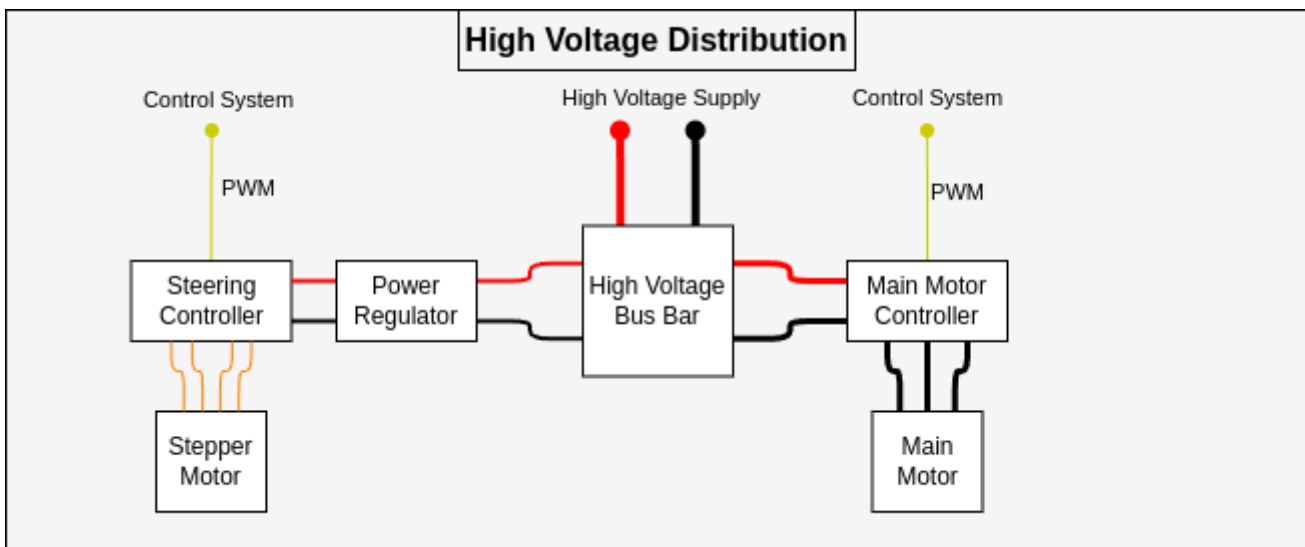 High Voltage Distribution
Control System
High Voltage Supply
Control System
PWM
PWM
Steering
Controller
Power
Regulator
High Voltage
Bus Bar
Main Motor
Controller
Stepper
Motor
Main
Motor